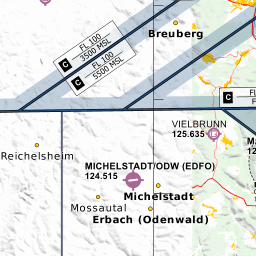 Breuberg
C
FL 100
3500 MSL
C
FL 100
5500 MSL
C
VIELBRUNN
125.635
Reichelsheim
MICHELSTADT/ODW (EDFO)
124.515
Michelstadt
Mossautal
Erbach (Odenwald)